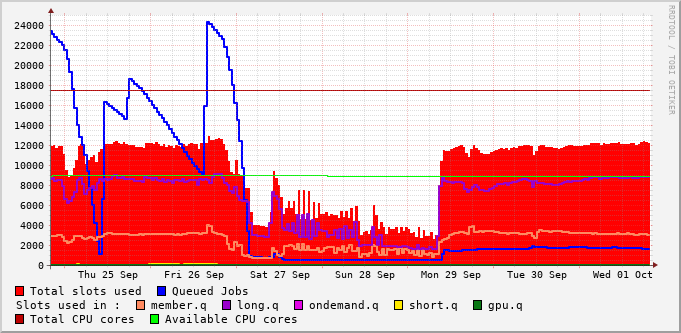 RRDTOOL / TOBI OETIKER
24000
22000
20000
18000
16000
14000
12000
10000
8000
6000
4000
2000
0
Thu 25 Sep Fri 26 Sep Sat 27 Sep Sun 28 Sep Mon 29 Sep Tue 30 Sep Wed 01 Oct
Total slots used Queued Jobs
Slots used in : member.q long.q ondemand.q short.q gpu.q
Total CPU cores Available CPU cores